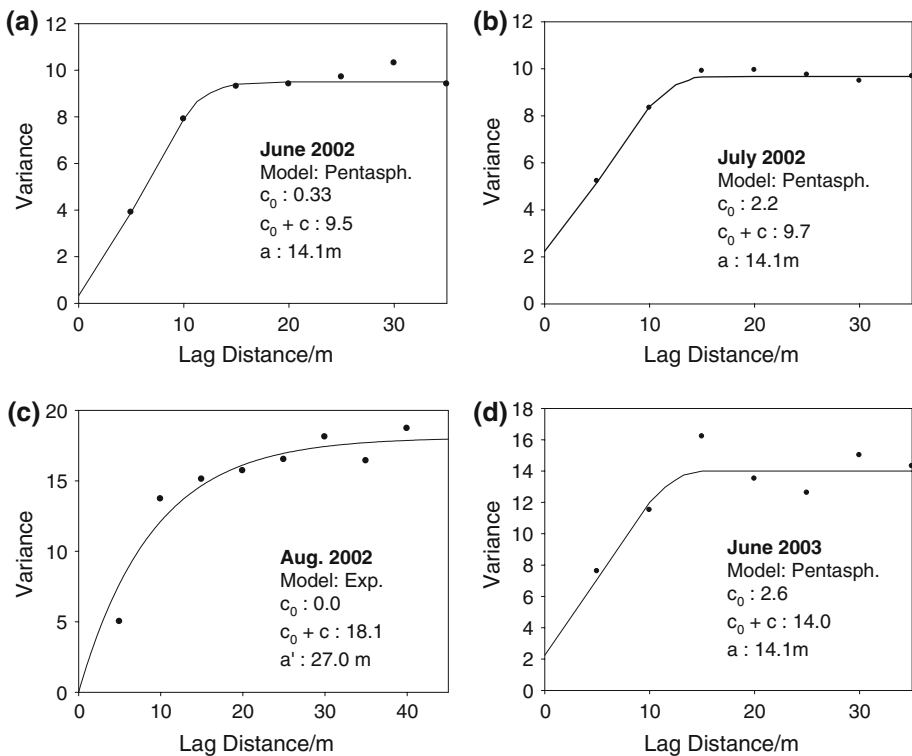 (a)
12
10
8
6
4
2
0
Variance
June 2002
Model: Pentasph.
c₀ : 0.33
c₀ + c : 9.5
a : 14.1m
0 10 20 30
Lag Distance/m
(b)
12
10
8
6
4
2
0
Variance
July 2002
Model: Pentasph.
c₀ : 2.2
c₀ + c : 9.7
a : 14.1m
0 10 20 30
Lag Distance/m
(c)
20
15
10
5
0
Variance
Aug. 2002
Model: Exp.
c₀ : 0.0
c₀ + c : 18.1
a' : 27.0 m
0 10 20 30 40
Lag Distance/m
(d)
18
16
14
12
10
8
6
4
2
0
Variance
June 2003
Model: Pentasph.
c₀ : 2.6
c₀ + c : 14.0
a : 14.1m
0 10 20 30
Lag Distance/m